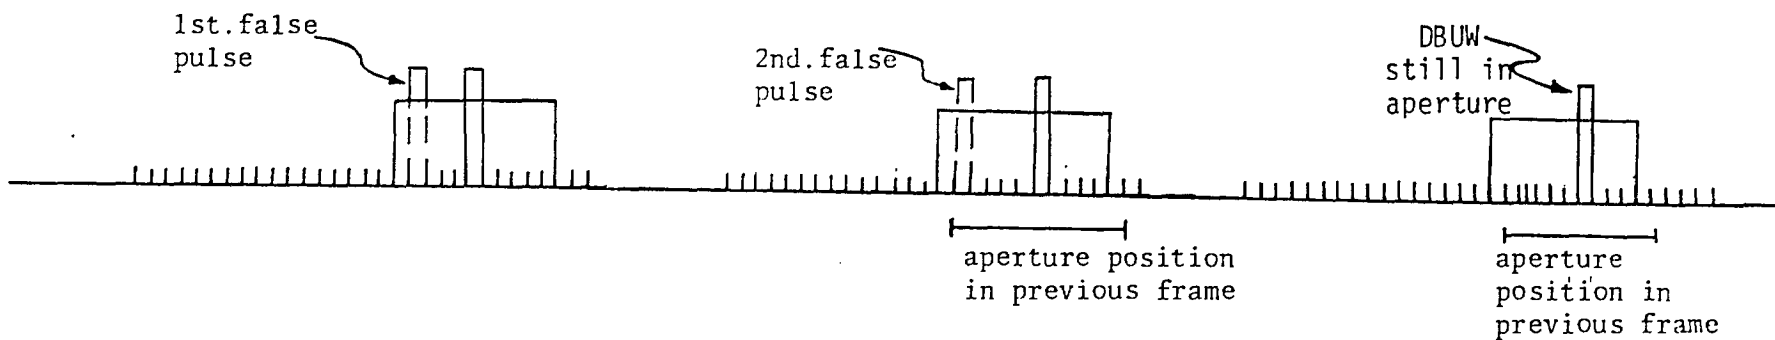 1st.false
pulse
2nd.false
pulse
DBUW
still in
aperture
aperture position
in previous frame
aperture
position in
previous frame